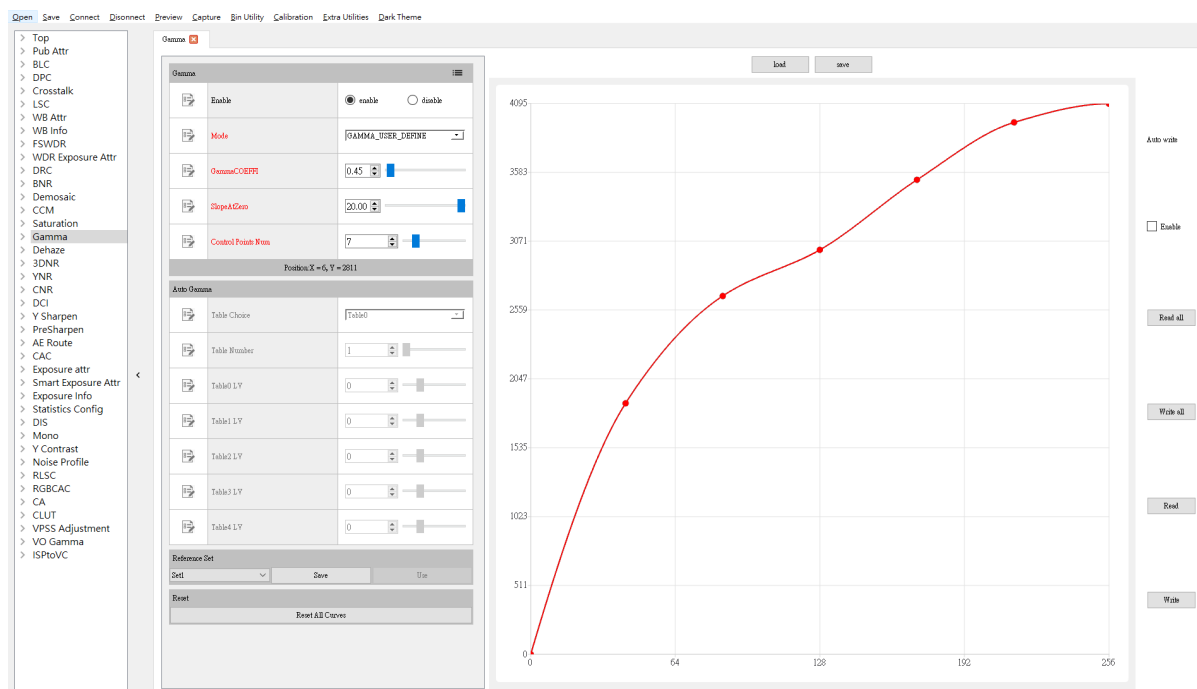 Open Save Connect Disonnect Preview Capture Bin Utility Calibration Extra Utilities Dark Theme
Top
Pub Attr
BLC
DPC
Crosstalk
LSC
WB Attr
WB Info
FSWDR
WDR Exposure Attr
DRC
BNR
Demosaic
CCM
Saturation
Gamma
Dehaze
3DNR
YNR
CNR
DCI
Y Sharpen
PreSharpen
AE Route
CAC
Exposure attr
Smart Exposure Attr
Exposure Info
Statistics Config
DIS
Mono
Y Contrast
Noise Profile
RLSC
RGBCAC
CA
CLUT
VPSS Adjustment
VO Gamma
ISPtoVC
Gamma
Gamma
Enable enable disable
Mode GAMMA_USER_DEFINE
GammaCOEFFI 0.45
SlopeAtZero 20.00
Control Points Num 7
Position:X = 6, Y = 2811
Auto Gamma
Table Choice Table0
Table Number 1
Table0 LV 0
Table1 LV 0
Table2 LV 0
Table3 LV 0
Table4 LV 0
Reference Set
Set1 Save Use
Reset
Reset All Curves
load save
4095
3583
3071
2559
2047
1535
1023
511
0
0 64 128 192 256
Auto write
Enable
Read all
Write all
Read
Write